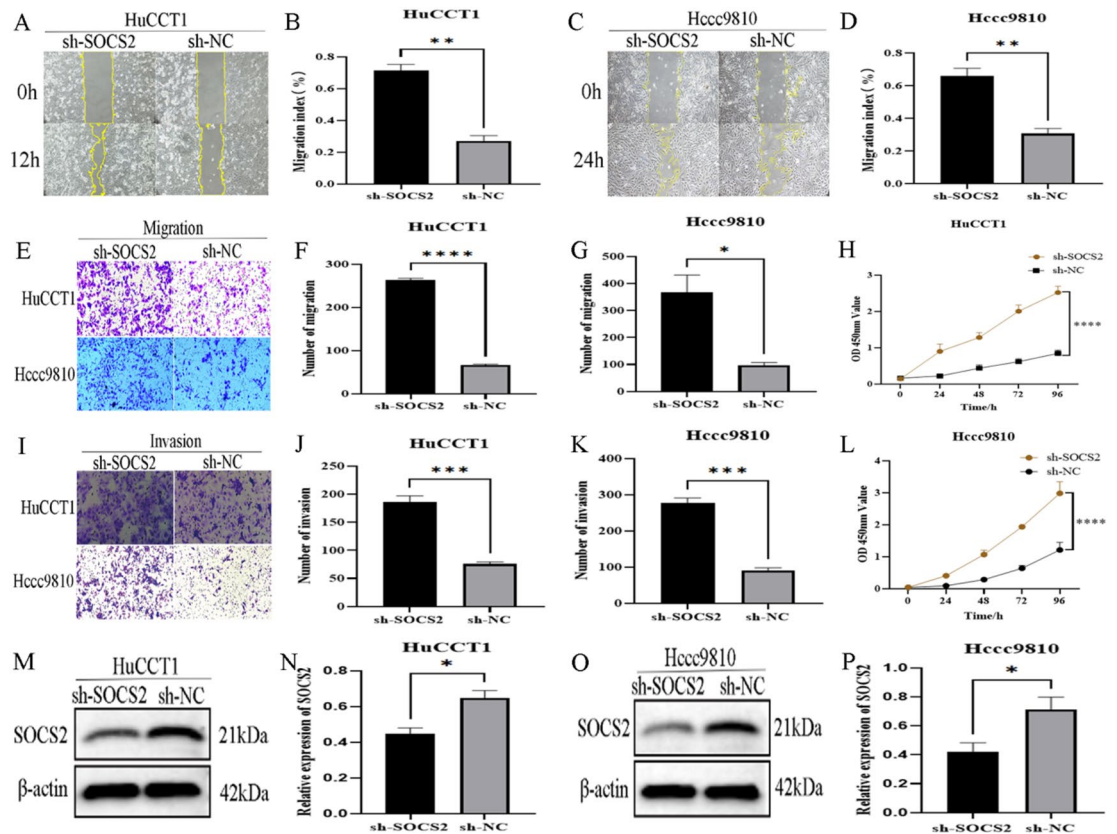 A
HuCCT1
sh-SOCS2 sh-NC
0h
12h
B
HuCCT1
**
Migration index (%)
0.8
0.6
0.4
0.2
0.0
sh-SOCS2 sh-NC
C
Hccc9810
sh-SOCS2 sh-NC
0h
24h
D
Hccc9810
**
Migration index (%)
0.8
0.6
0.4
0.2
0.0
sh-SOCS2 sh-NC
E
Migration
sh-SOCS2 sh-NC
HuCCT1
Hccc9810
F
HuCCT1
****
Number of migration
300
200
100
0
sh-SOCS2 sh-NC
G
Hccc9810
*
Number of migration
500
400
300
200
100
0
sh-SOCS2 sh-NC
H
HuCCT1
sh-SOCS2
sh-NC
****
OD 450nm Value
3
2
1
0
0 24 48 72 96
Time/h
I
Invasion
sh-SOCS2 sh-NC
HuCCT1
Hccc9810
J
HuCCT1
***
Number of invasion
250
200
150
100
50
0
sh-SOCS2 sh-NC
K
Hccc9810
***
Number of invasion
400
300
200
100
0
sh-SOCS2 sh-NC
L
Hccc9810
sh-SOCS2
sh-NC
****
OD 450nm Value
4
3
2
1
0
0 24 48 72 96
Time/h
M
HuCCT1
sh-SOCS2 sh-NC
SOCS2 21kDa
β-actin 42kDa
N
HuCCT1
*
Relative expression of SOCS2
0.8
0.6
0.4
0.2
0.0
sh-SOCS2 sh-NC
O
Hccc9810
sh-SOCS2 sh-NC
SOCS2 21kDa
β-actin 42kDa
P
Hccc9810
*
Relative expression of SOCS2
1.0
0.8
0.6
0.4
0.2
0.0
sh-SOCS2 sh-NC